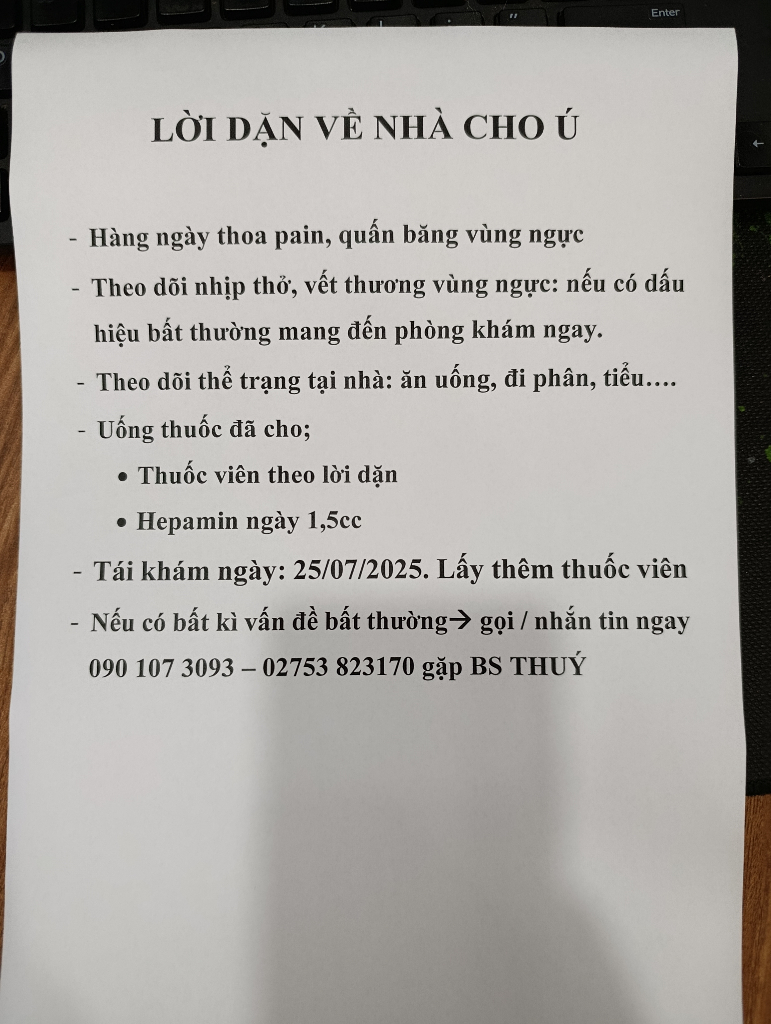 Enter
LỜI DẶN VỀ NHÀ CHO Ú
- Hàng ngày thoa pain, quấn băng vùng ngực
- Theo dõi nhịp thở, vết thương vùng ngực: nếu có dấu
hiệu bất thường mang đến phòng khám ngay.
- Theo dõi thể trạng tại nhà: ăn uống, đi phân, tiểu….
- Uống thuốc đã cho;
• Thuốc viên theo lời dặn
• Hepamin ngày 1,5cc
- Tái khám ngày: 25/07/2025. Lấy thêm thuốc viên
- Nếu có bất kì vấn đề bất thường→ gọi / nhắn tin ngay
090 107 3093 – 02753 823170 gặp BS THUÝ